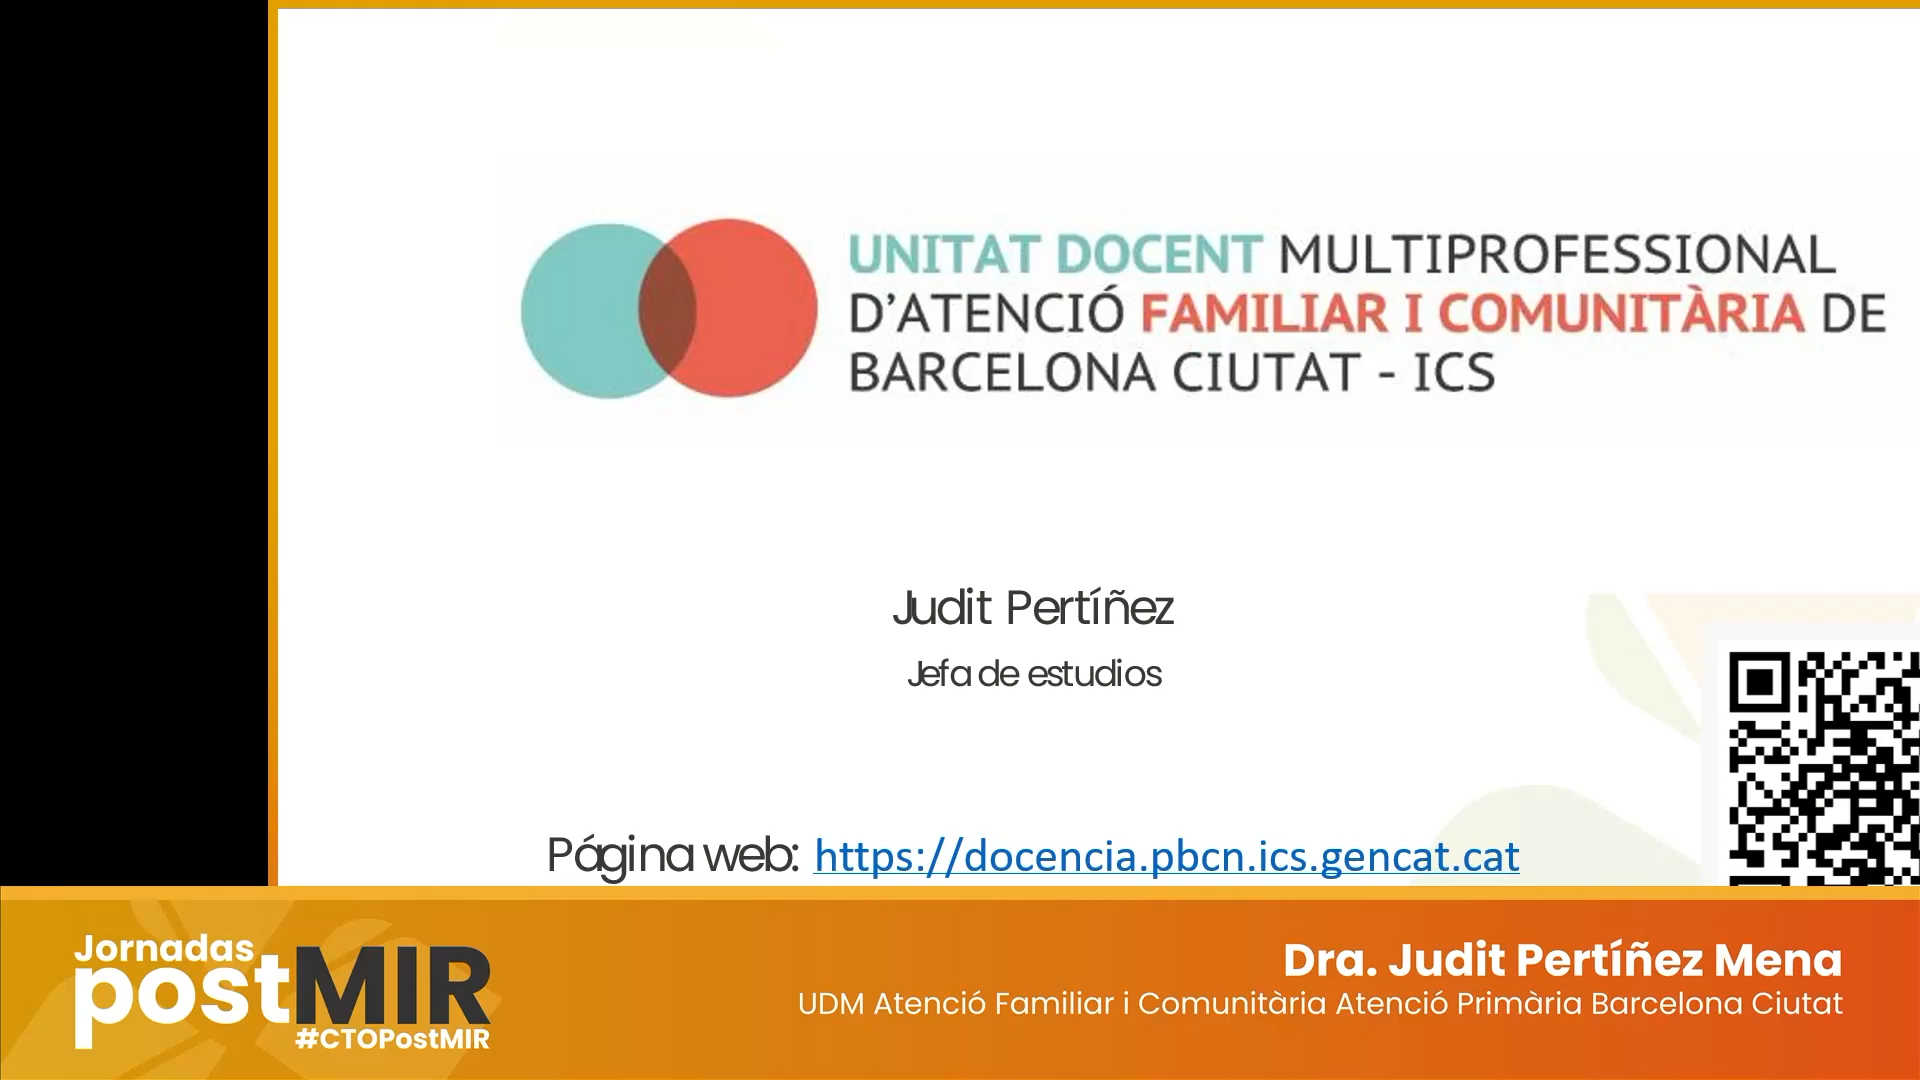 UNITAT DOCENT MULTIPROFESSIONAL
D'ATENCIÓ FAMILIAR I COMUNITÀRIA DE
BARCELONA CIUTAT - ICS
Judit Pertíñez
Jefa de estudios
Página web: https://docencia.pbcn.ics.gencat.cat
Jornadas
postMIR
#CTOPostMIR
Dra. Judit Pertíñez Mena
UDM Atenció Familiar i Comunitària Atenció Primària Barcelona Ciutat